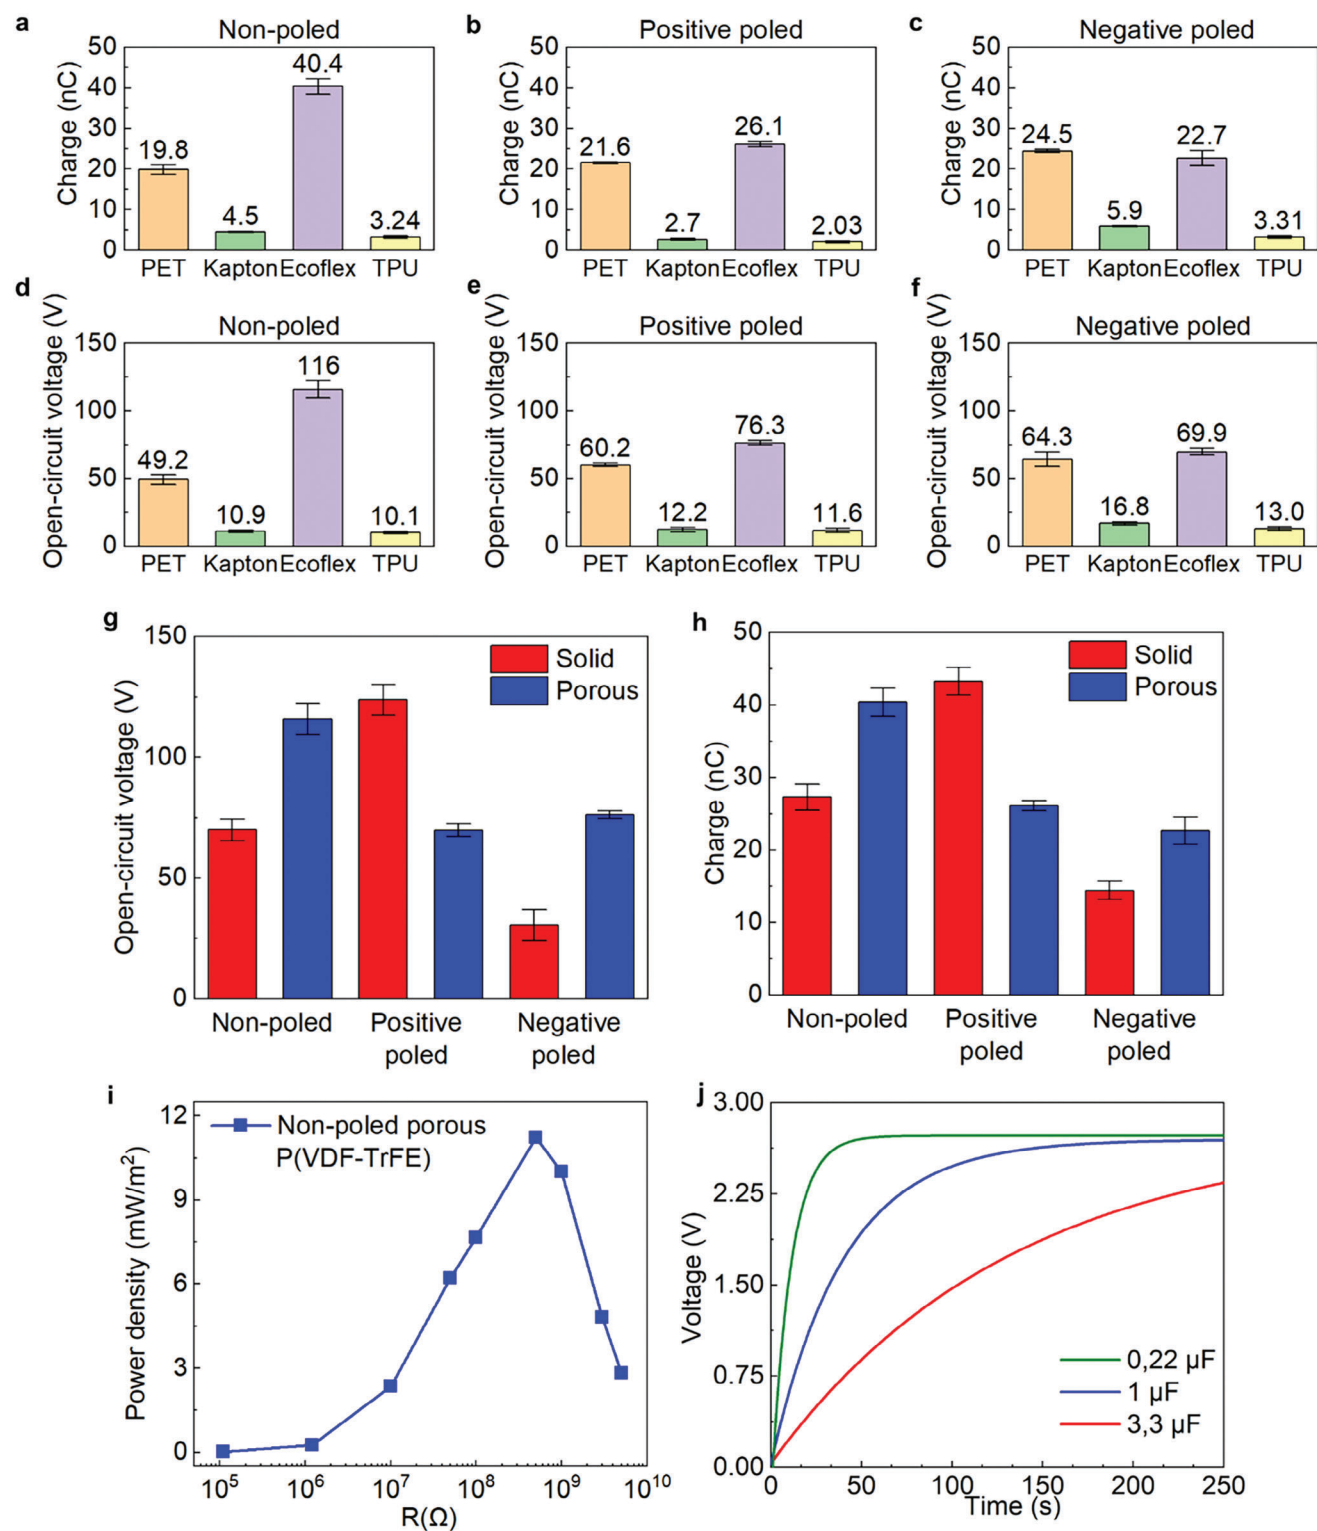 a
Non-poled
Charge (nC)
50
40
30
20
10
0
19.8
4.5
40.4
3.24
PET
Kapton
Ecoflex
TPU
b
Positive poled
Charge (nC)
50
40
30
20
10
0
21.6
2.7
26.1
2.03
PET
Kapton
Ecoflex
TPU
c
Negative poled
Charge (nC)
50
40
30
20
10
0
24.5
5.9
22.7
3.31
PET
Kapton
Ecoflex
TPU
d
Non-poled
Open-circuit voltage (V)
150
100
50
0
49.2
10.9
116
10.1
PET
Kapton
Ecoflex
TPU
e
Positive poled
Open-circuit voltage (V)
150
100
50
0
60.2
12.2
76.3
11.6
PET
Kapton
Ecoflex
TPU
f
Negative poled
Open-circuit voltage (V)
150
100
50
0
64.3
16.8
69.9
13.0
PET
Kapton
Ecoflex
TPU
g
Open-circuit voltage (V)
150
100
50
0
Solid
Porous
Non-poled
Positive
poled
Negative
poled
h
Charge (nC)
50
40
30
20
10
0
Solid
Porous
Non-poled
Positive
poled
Negative
poled
i
Power density (mW/m²)
12
9
6
3
0
Non-poled porous
P(VDF-TrFE)
10⁵
10⁶
10⁷
10⁸
10⁹
10¹⁰
R(Ω)
j
Voltage (V)
3.00
2.25
1.50
0.75
0.00
0,22 µF
1 µF
3,3 µF
0
50
100
150
200
250
Time (s)